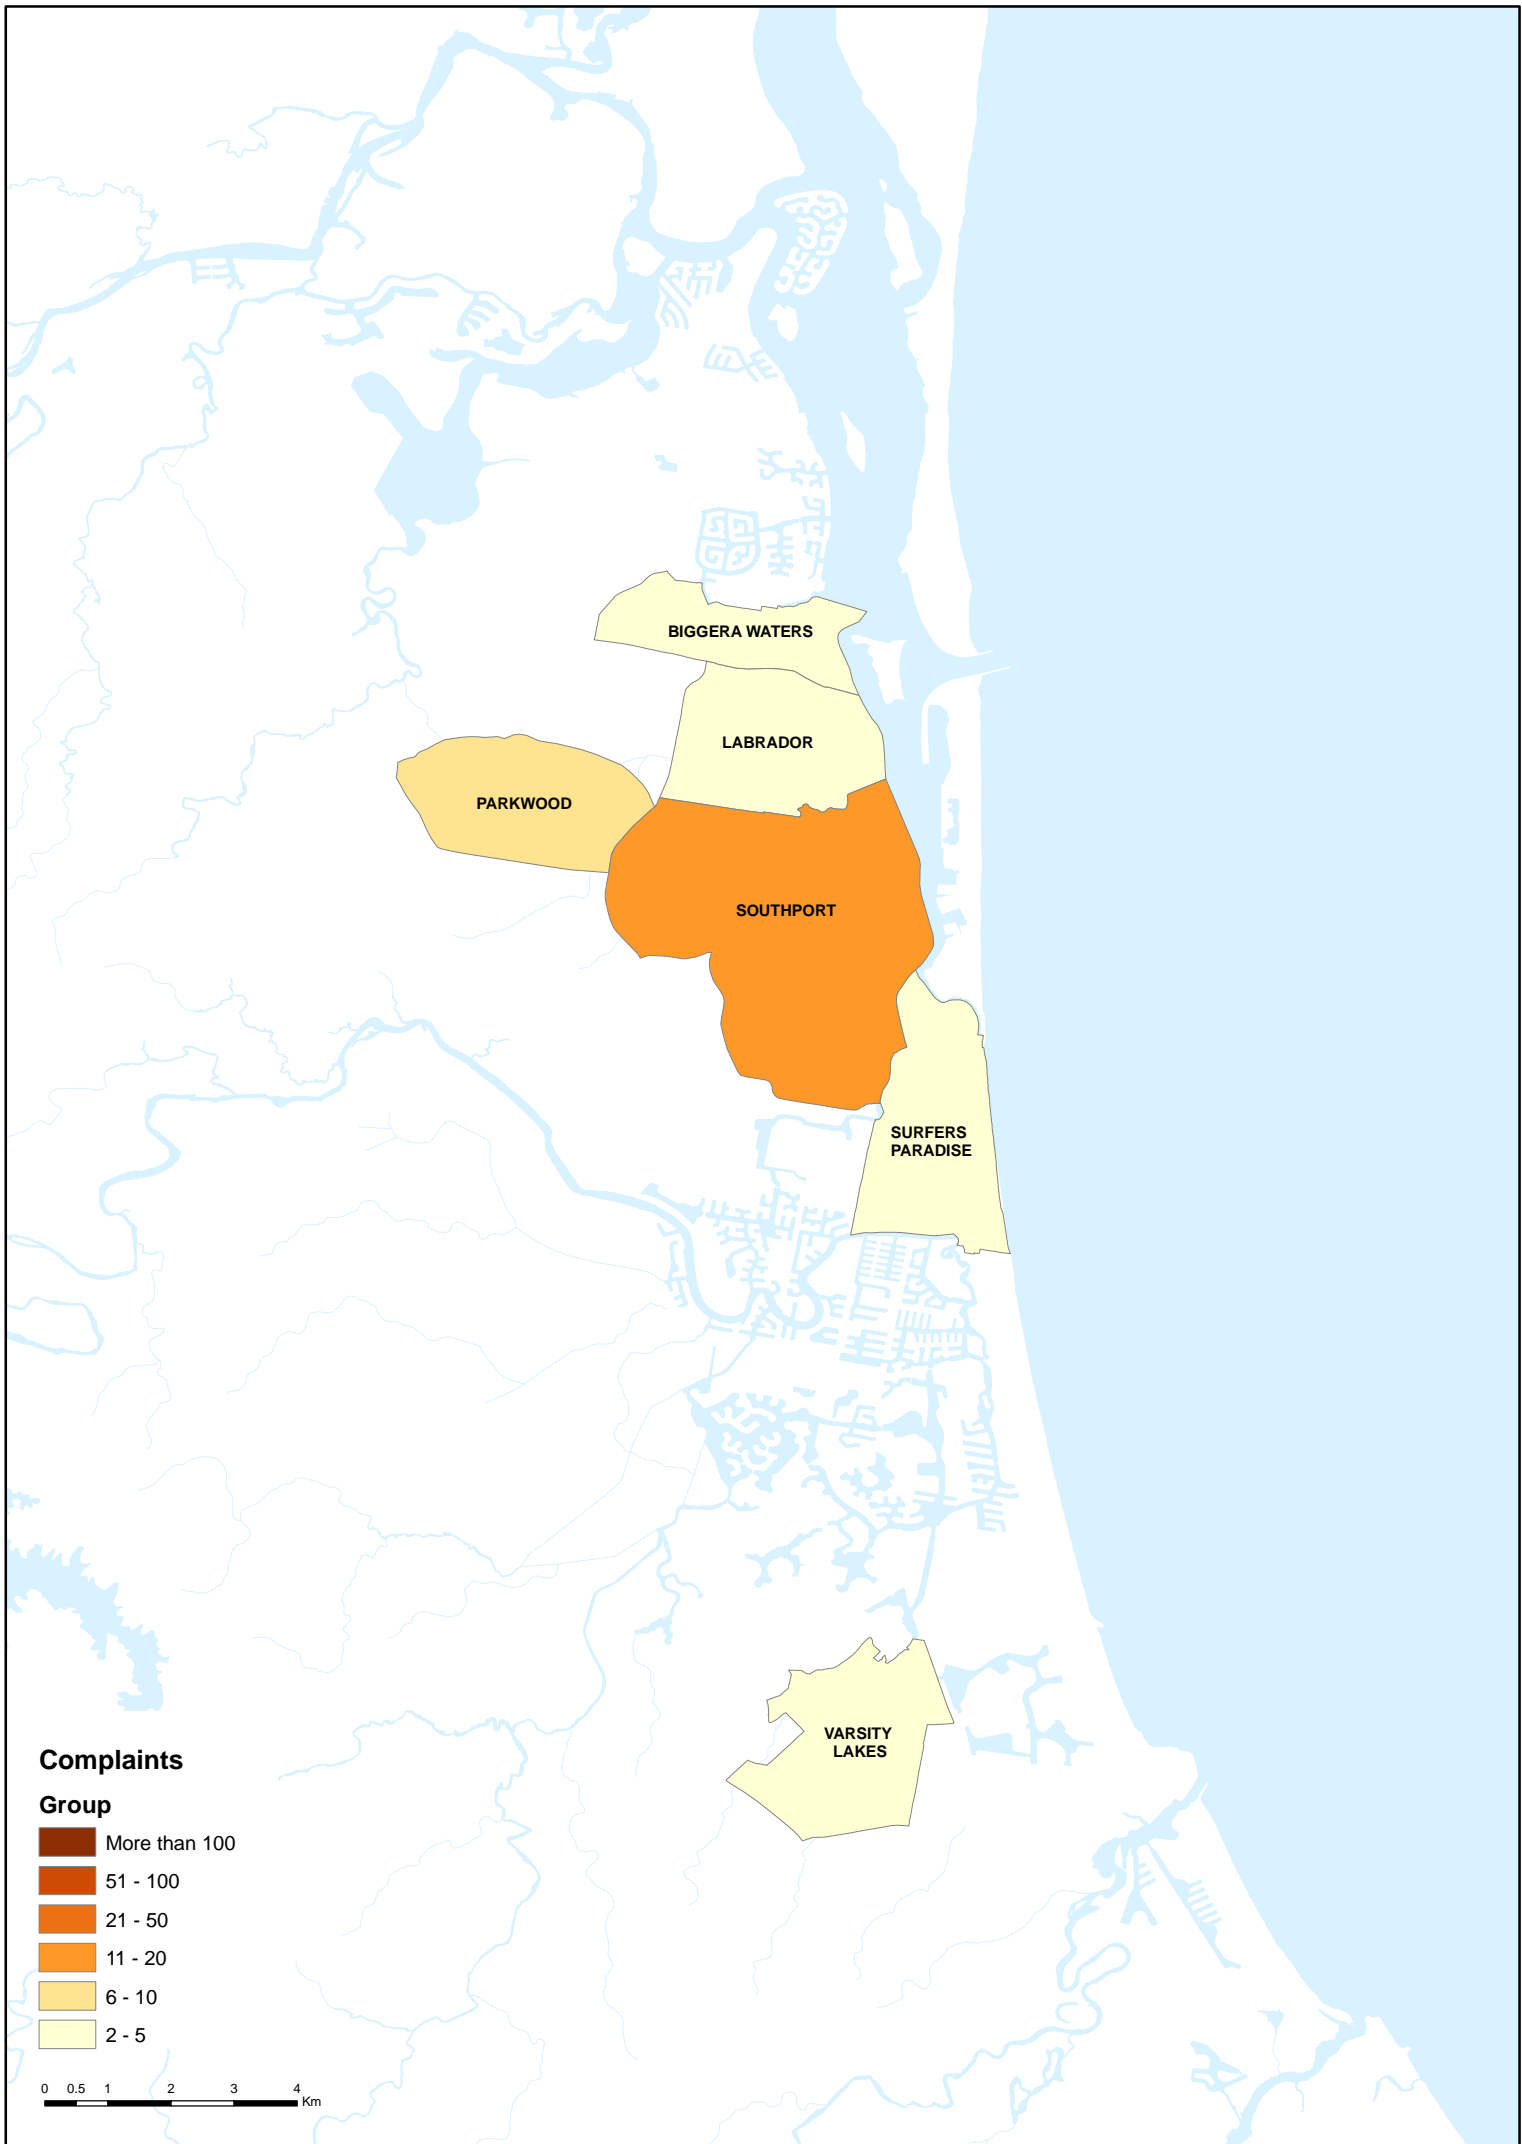 BIGGERA WATERS
LABRADOR
PARKWOOD
SOUTHPORT
SURFERS
PARADISE
VARSITY
LAKES
Complaints
Group
More than 100
51 - 100
21 - 50
11 - 20
6 - 10
2 - 5
0 0.5 1 2 3 4
Km